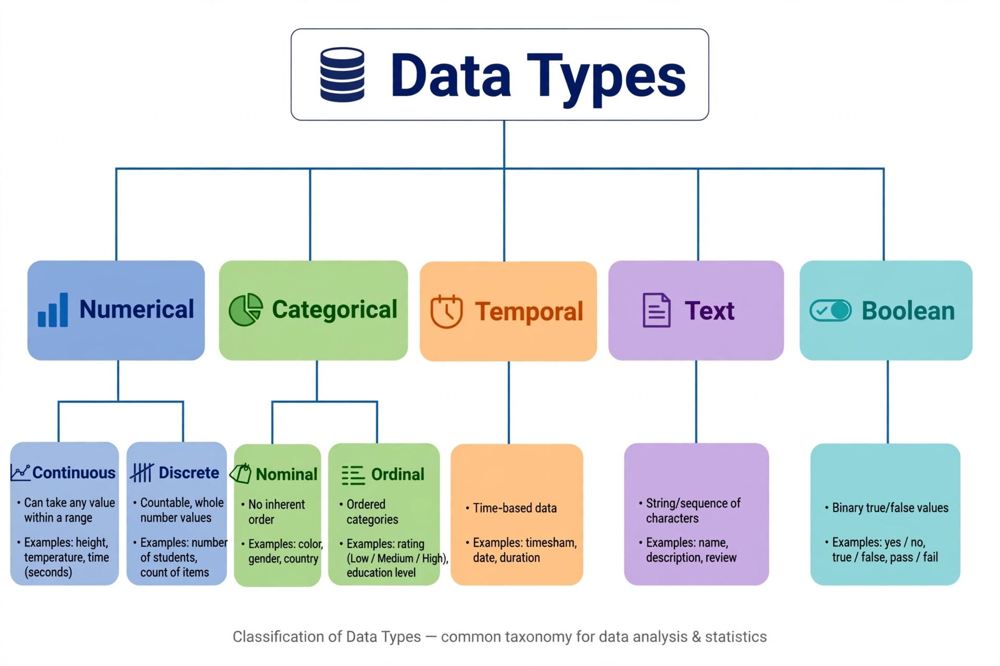 Data Types
Numerical
Categorical
Temporal
Text
Boolean
Continuous
• Can take any value
within a range
• Examples: height,
temperature, time
(seconds)
Discrete
• Countable, whole
number values
• Examples: number
of students,
count of items
Nominal
• No inherent
order
• Examples: color,
gender, country
Ordinal
• Ordered
categories
• Examples: rating
(Low / Medium / High),
education level
• Time-based data
• Examples: timesham,
date, duration
• String/sequence of
characters
• Examples: name,
description, review
• Binary true/false values
• Examples: yes / no,
true / false, pass / fail
Classification of Data Types — common taxonomy for data analysis & statistics